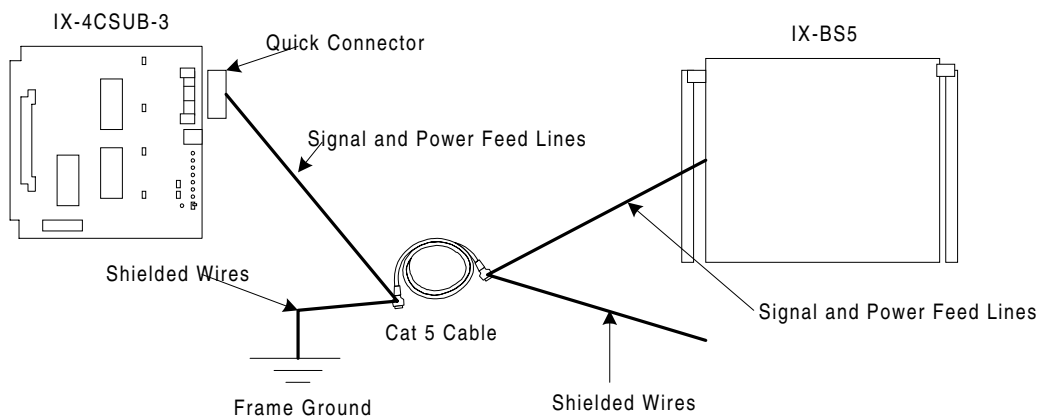 IX-4CSUB-3
IX-BS5
Quick Connector
Signal and Power Feed Lines
Shielded Wires
Cat 5 Cable
Signal and Power Feed Lines
Frame Ground
Shielded Wires